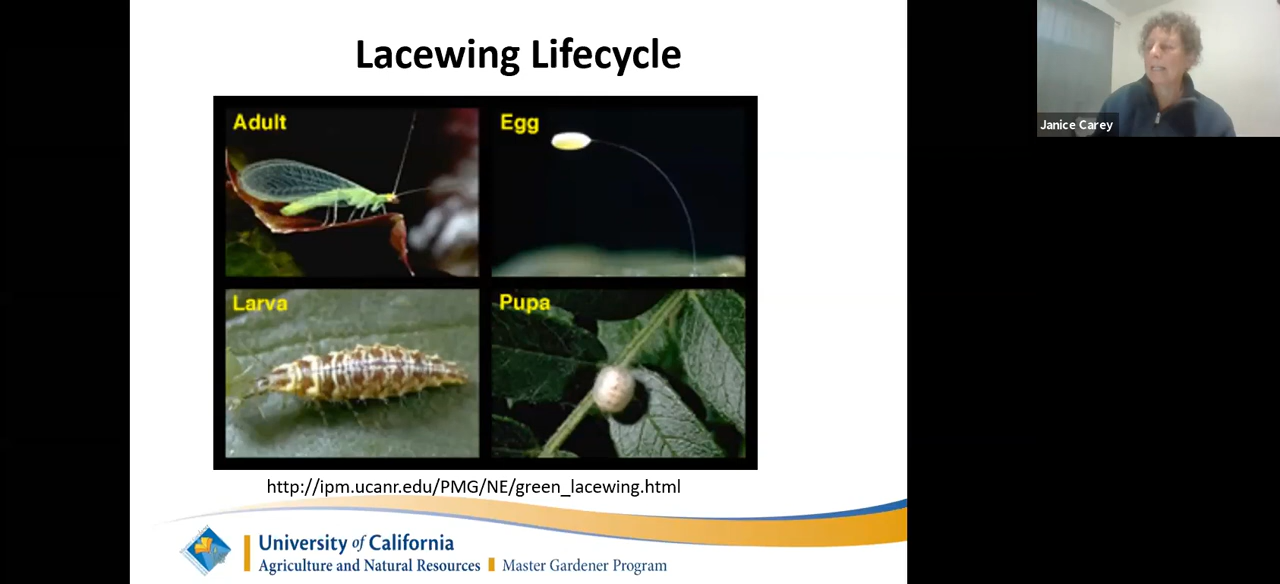 Lacewing Lifecycle
Adult
Egg
Larva
Pupa
http://ipm.ucanr.edu/PMG/NE/green_lacewing.html
University of California
Agriculture and Natural Resources Master Gardener Program
Janice Carey